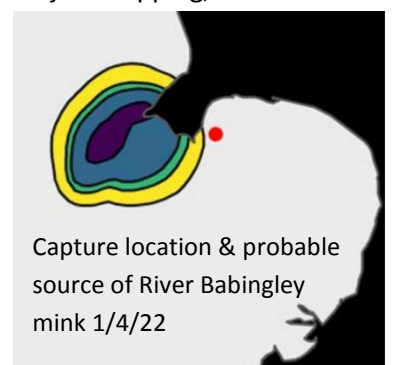 Capture location & probable
source of River Babingley
mink 1/4/22